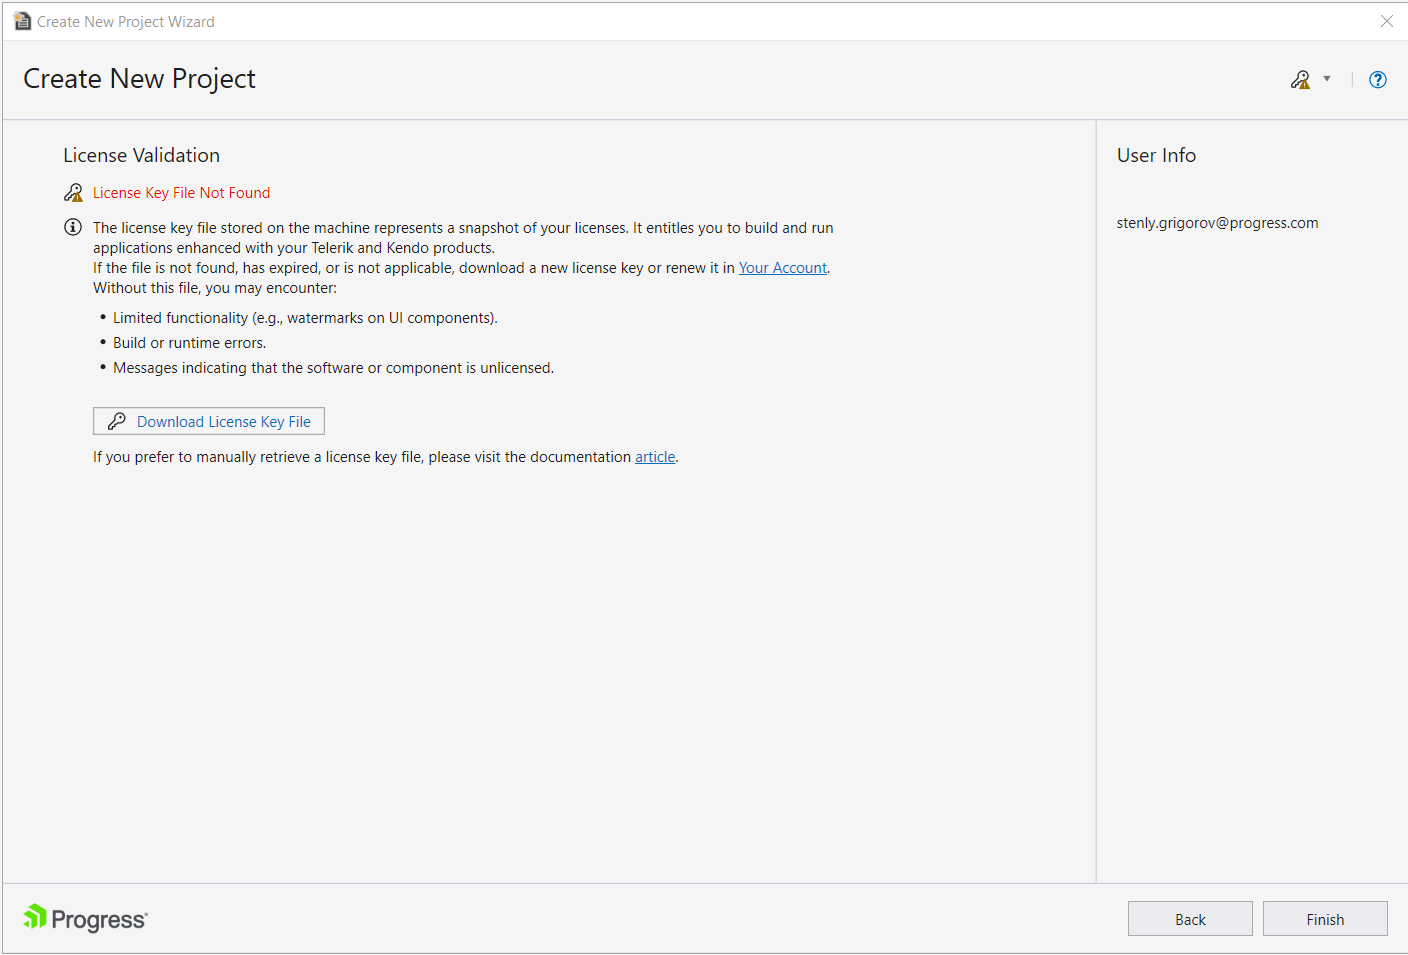 Create New Project Wizard
Create New Project
License Validation
License Key File Not Found
The license key file stored on the machine represents a snapshot of your licenses. It entitles you to build and run
applications enhanced with your Telerik and Kendo products.
If the file is not found, has expired, or is not applicable, download a new license key or renew it in Your Account.
Without this file, you may encounter:
• Limited functionality (e.g., watermarks on UI components).
• Build or runtime errors.
• Messages indicating that the software or component is unlicensed.
Download License Key File
If you prefer to manually retrieve a license key file, please visit the documentation article.
User Info
stenly.grigorov@progress.com
Progress
Back
Finish